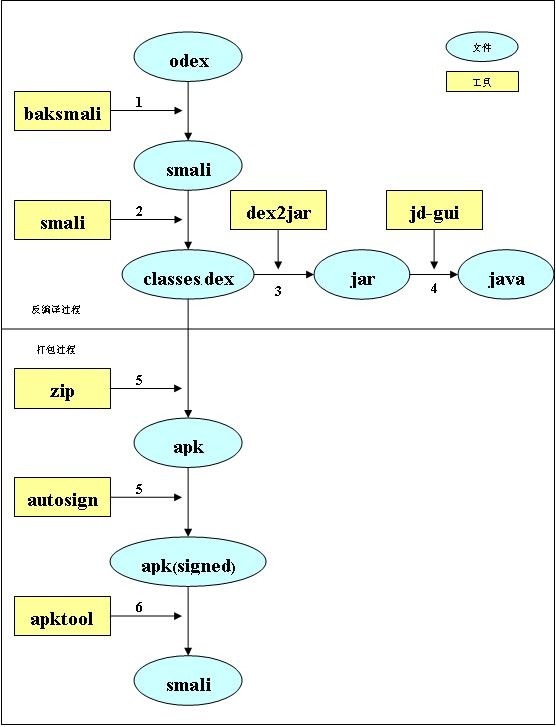 odex
文件
工具
baksmali
1
smali
smali
2
dex2jar
jd-gui
classes.dex
3
jar
4
java
反编译过程
打包过程
zip
5
apk
autosign
5
apk(signed)
apktool
6
smali